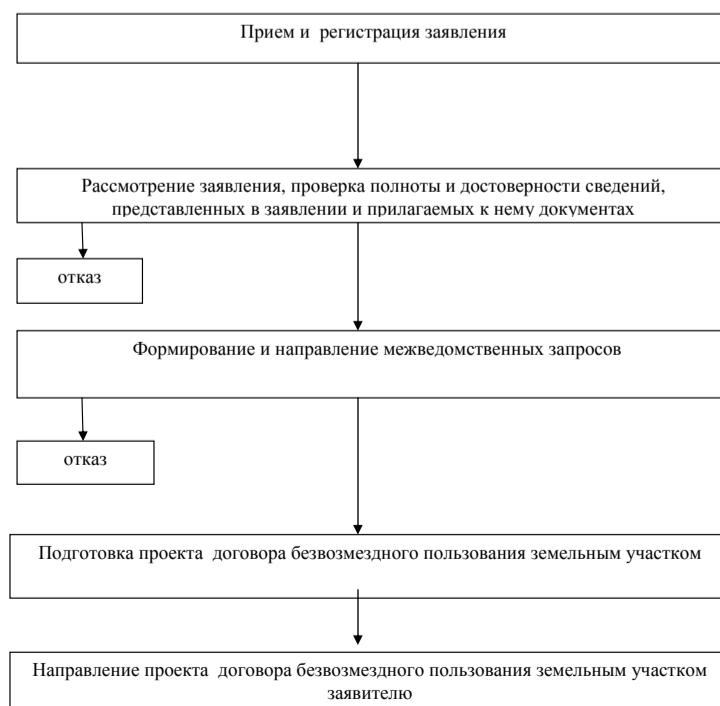 Прием и регистрация заявления
Рассмотрение заявления, проверка полноты и достоверности сведений,
представленных в заявлении и прилагаемых к нему документах
отказ
Формирование и направление межведомственных запросов
отказ
Подготовка проекта договора безвозмездного пользования земельным участком
Направление проекта договора безвозмездного пользования земельным участком
заявителю